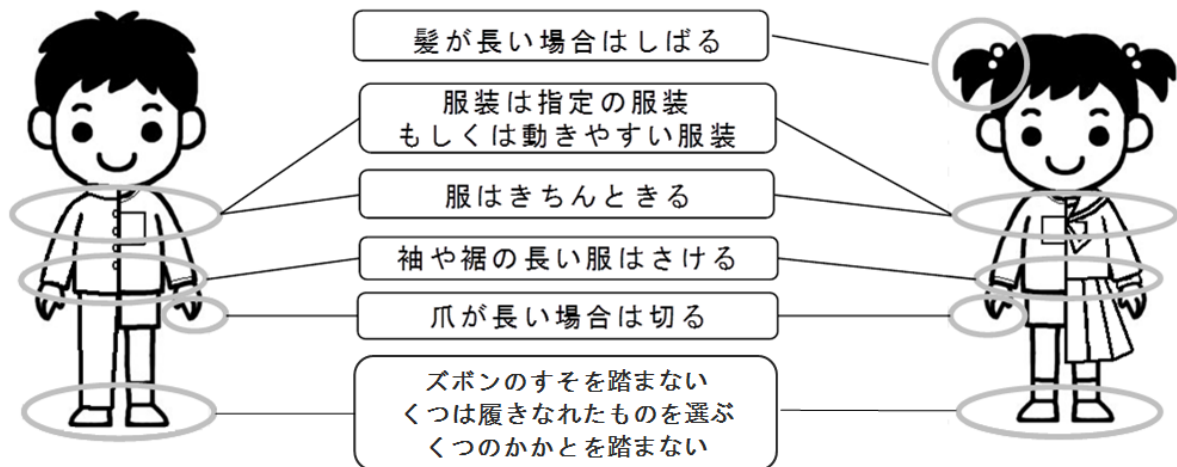 髪が長い場合はしばる
服装は指定の服装
もしくは動きやすい服装
服はきちんときる
袖や裾の長い服はさける
爪が長い場合は切る
ズボンのすそを踏まない
くつは履きなれたものを選ぶ
くつのかかとを踏まない